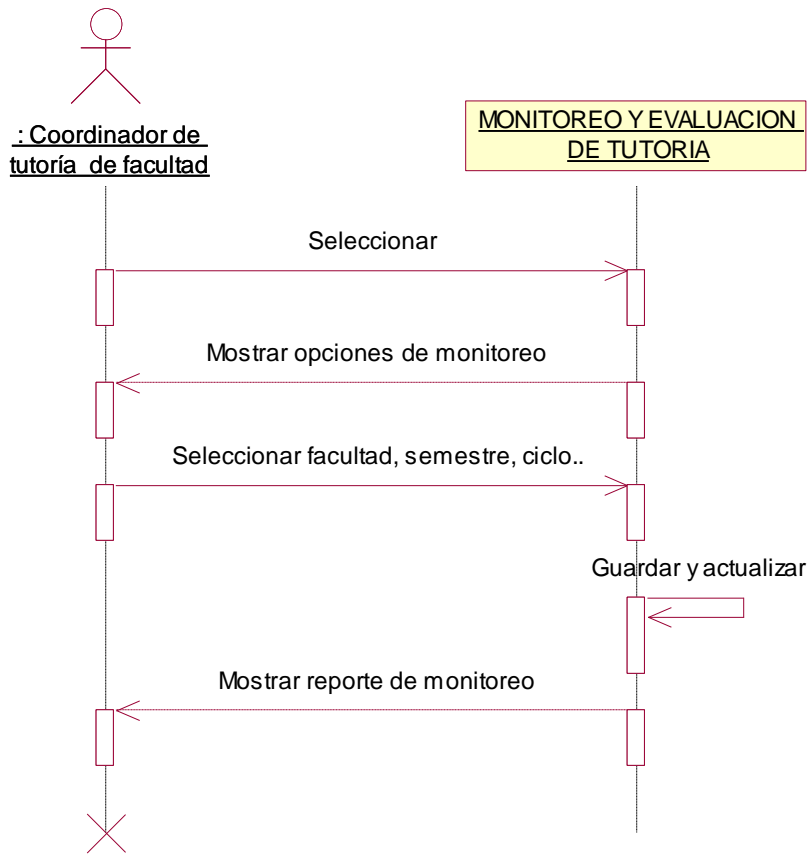 : Coordinador de
tutoría de facultad
MONITOREO Y EVALUACION
DE TUTORIA
Seleccionar
Mostrar opciones de monitoreo
Seleccionar facultad, semestre, ciclo..
Guardar y actualizar
Mostrar reporte de monitoreo